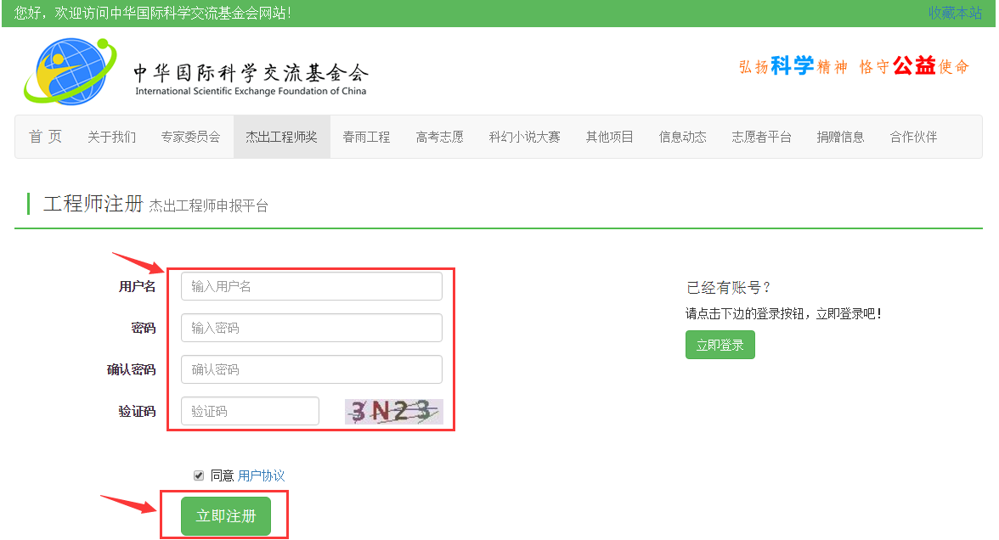 您好，欢迎访问中华国际科学交流基金会网站！ 收藏本站
中华国际科学交流基金会
International Scientific Exchange Foundation of China
弘扬科学精神 恪守公益使命
首 页 关于我们 专家委员会 杰出工程师奖 春雨工程 高考志愿 科幻小说大赛 其他项目 信息动态 志愿者平台 捐赠信息 合作伙伴
工程师注册 杰出工程师申报平台
用户名 输入用户名
密码 输入密码
确认密码 确认密码
验证码 验证码 3N23
同意 用户协议
立即注册
已经有账号？
请点击下边的登录按钮，立即登录吧！
立即登录